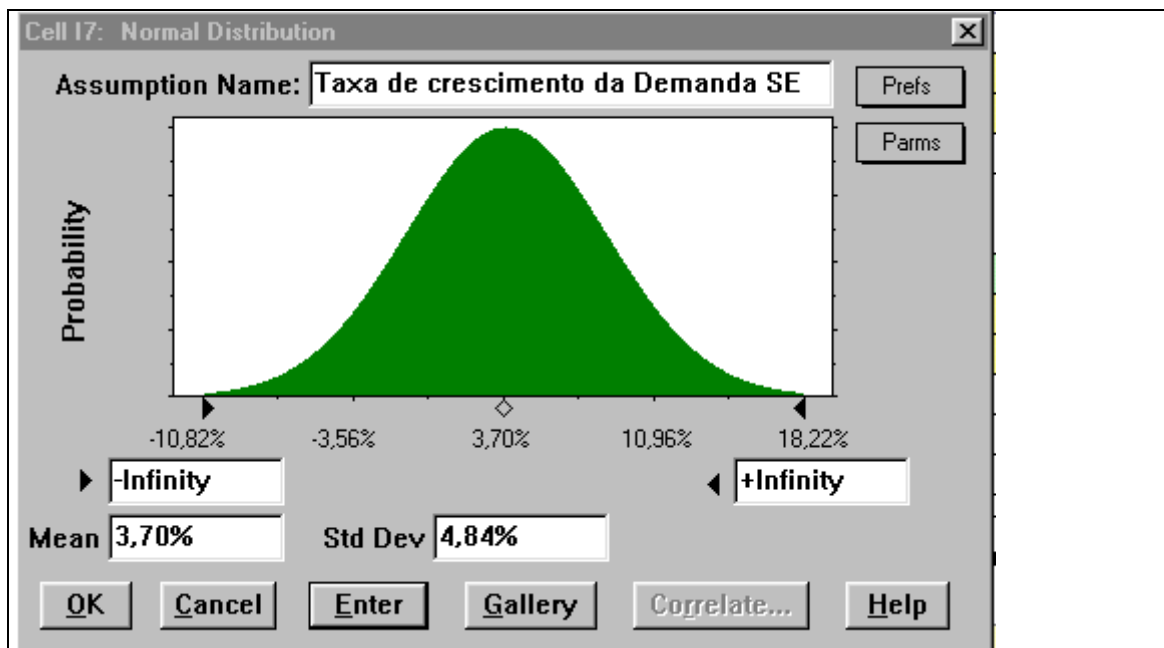 Cell I7: Normal Distribution
Assumption Name: Taxa de crescimento da Demanda SE
Prefs
Parms
Probability
-10,82% -3,56% 3,70% 10,96% 18,22%
-Infinity +Infinity
Mean 3,70% Std Dev 4,84%
OK Cancel Enter Gallery Correlate... Help